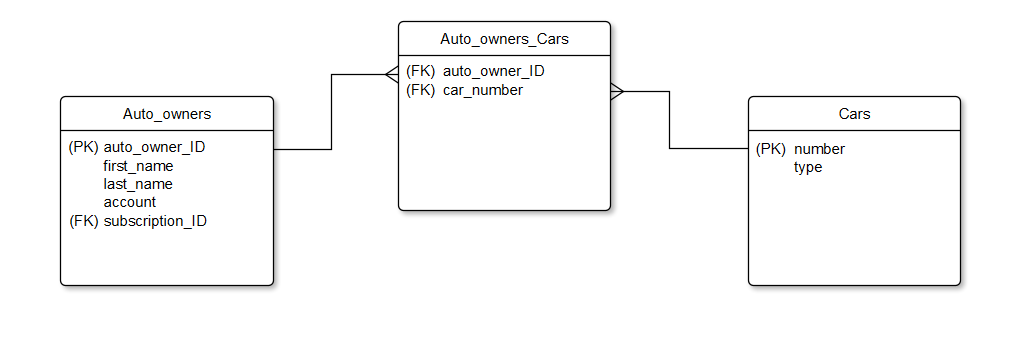 Auto_owners_Cars
(FK) auto_owner_ID
(FK) car_number
Auto_owners
(PK) auto_owner_ID
first_name
last_name
account
(FK) subscription_ID
Cars
(PK) number
type